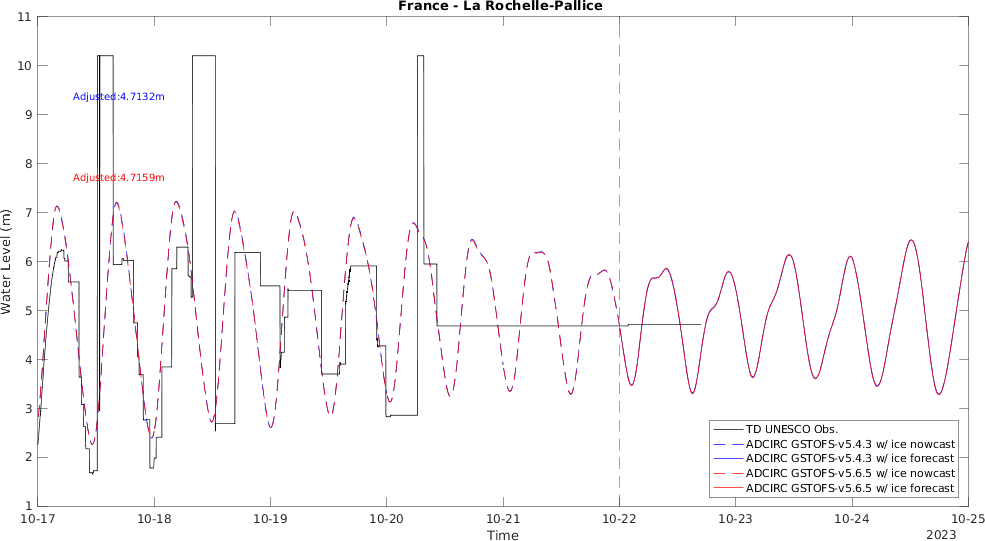 France - La Rochelle-Pallice
11
10
9
8
7
6
5
4
3
2
1
Water Level (m)
Adjusted:4.7132m
Adjusted:4.7159m
TD UNESCO Obs.
ADCIRC GSTOFS-v5.4.3 w/ ice nowcast
ADCIRC GSTOFS-v5.4.3 w/ ice forecast
ADCIRC GSTOFS-v5.6.5 w/ ice nowcast
ADCIRC GSTOFS-v5.6.5 w/ ice forecast
10-17 10-18 10-19 10-20 10-21 10-22 10-23 10-24 10-25
Time
2023